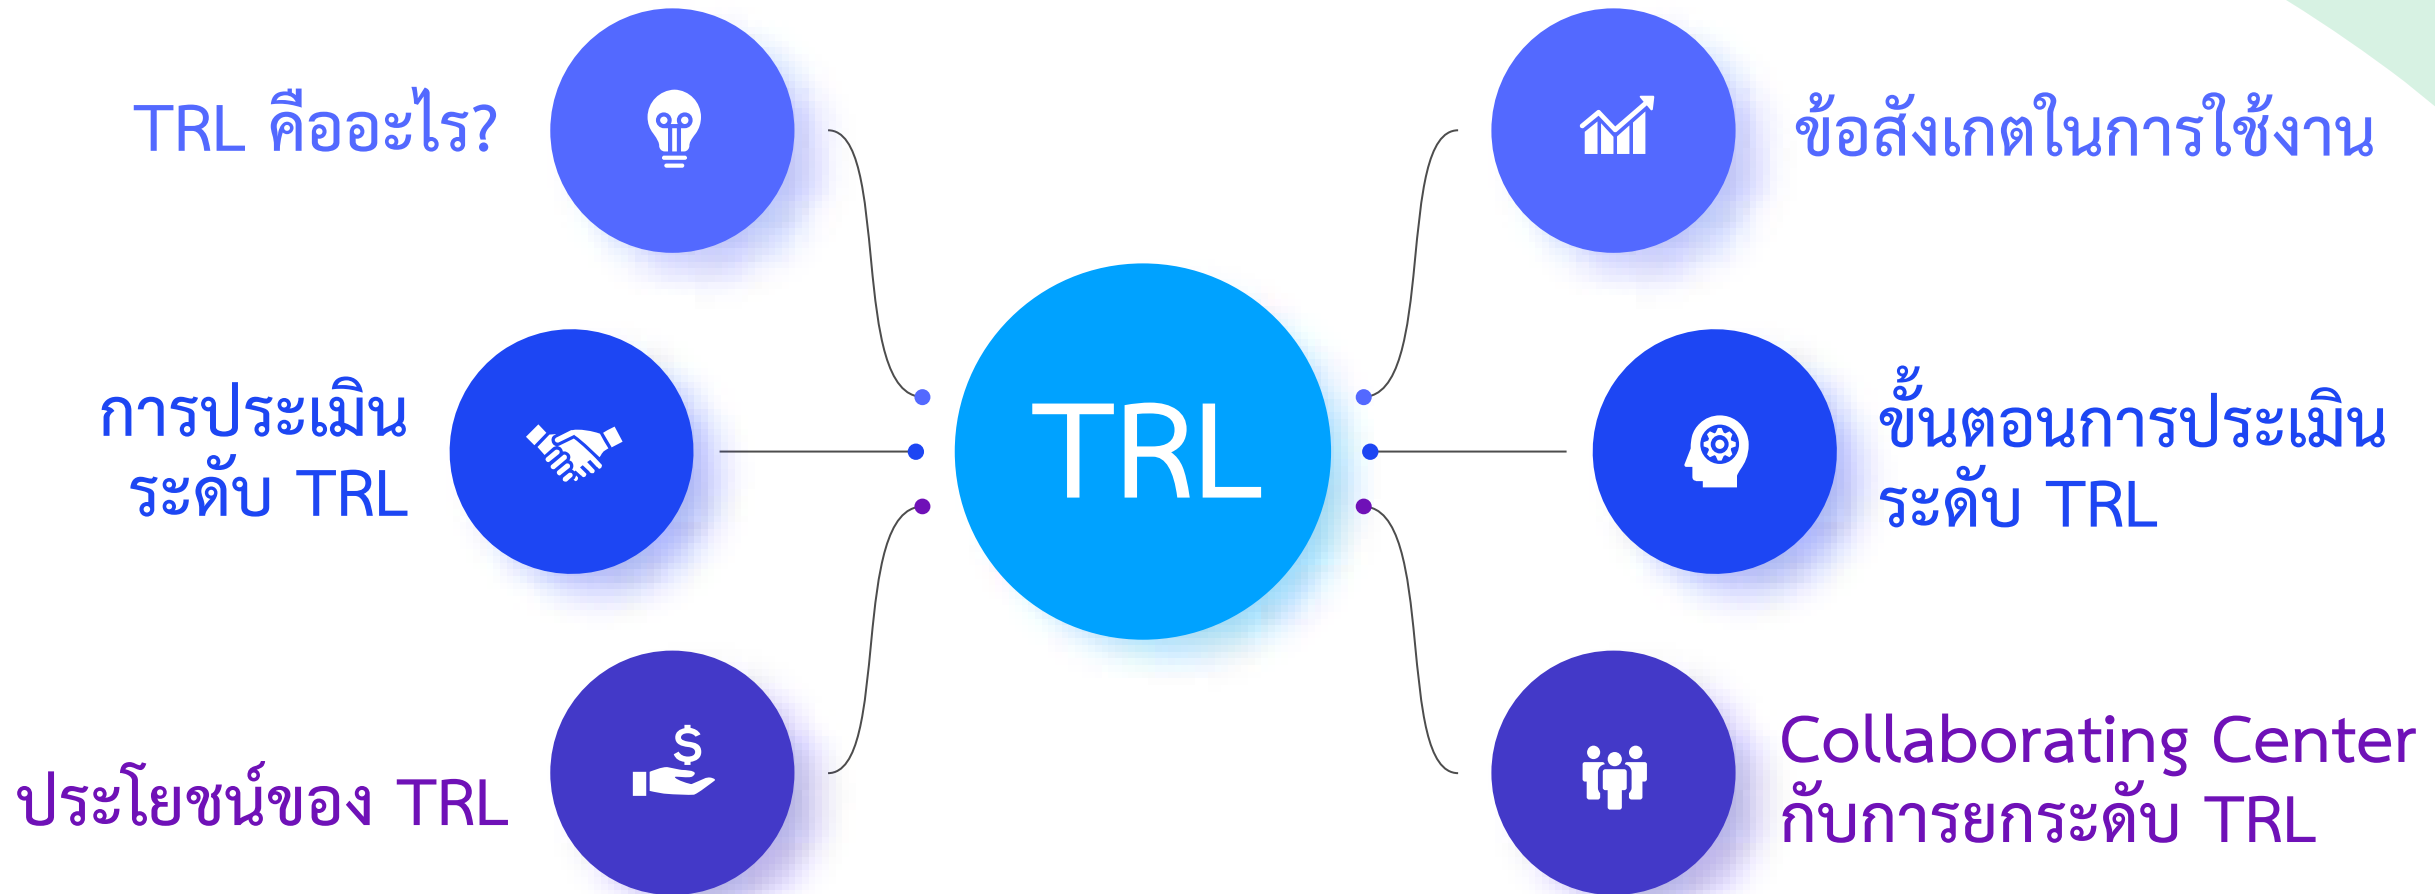 TRL คืออะไร?
การประเมิน
ระดับ TRL
ประโยชน์ของ TRL
TRL
ข้อสังเกตในการใช้งาน
ขั้นตอนการประเมิน
ระดับ TRL
Collaborating Center
กับการยกระดับ TRL